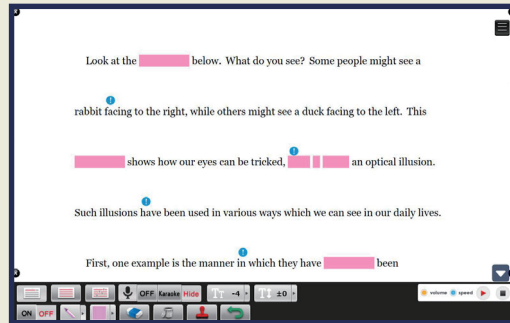 Look at the below. What do you see? Some people might see a
rabbit facing to the right, while others might see a duck facing to the left. This
shows how our eyes can be tricked, an optical illusion.
Such illusions have been used in various ways which we can see in our daily lives.
First, one example is the manner in which they have been
OFF Karaoke Hide TT -4 TT ±0 volume speed
ON OFF